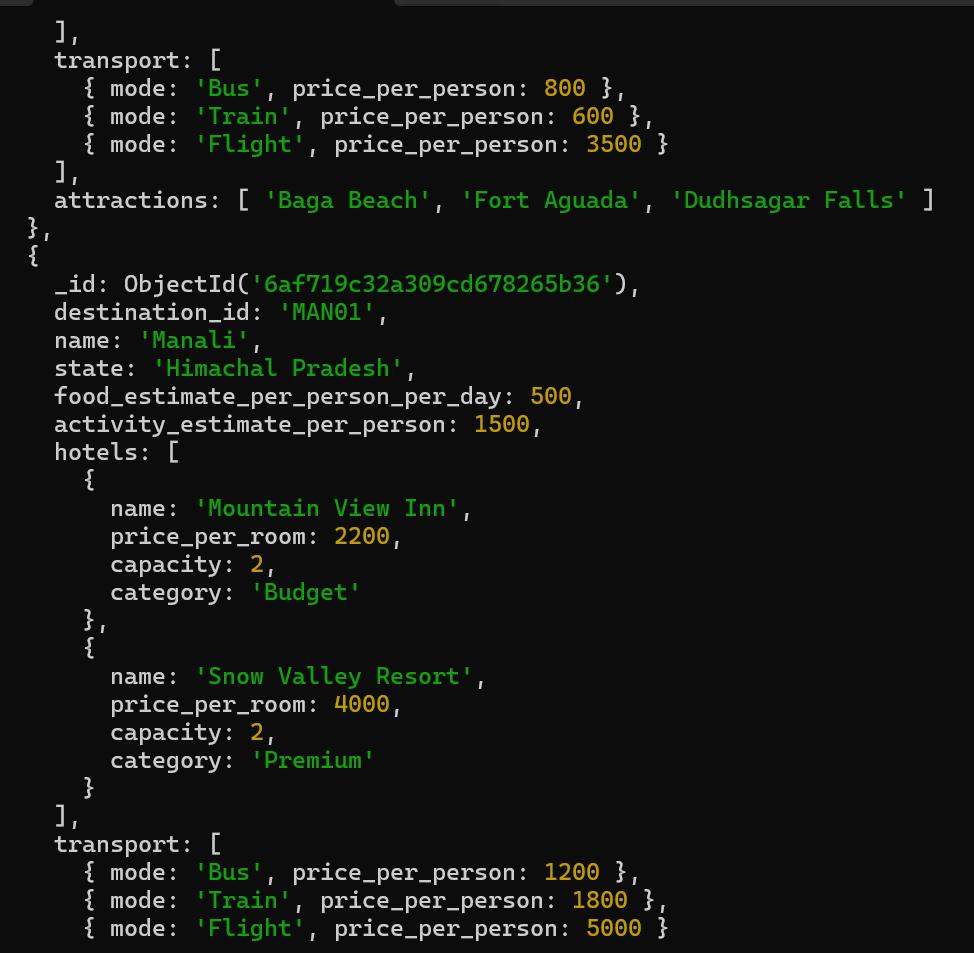 ],
transport: [
{ mode: 'Bus', price_per_person: 800 },
{ mode: 'Train', price_per_person: 600 },
{ mode: 'Flight', price_per_person: 3500 }
],
attractions: [ 'Baga Beach', 'Fort Aguada', 'Dudhsagar Falls' ]
},
{
_id: ObjectId('6af719c32a309cd678265b36'),
destination_id: 'MAN01',
name: 'Manali',
state: 'Himachal Pradesh',
food_estimate_per_person_per_day: 500,
activity_estimate_per_person: 1500,
hotels: [
{
name: 'Mountain View Inn',
price_per_room: 2200,
capacity: 2,
category: 'Budget'
},
{
name: 'Snow Valley Resort',
price_per_room: 4000,
capacity: 2,
category: 'Premium'
}
],
transport: [
{ mode: 'Bus', price_per_person: 1200 },
{ mode: 'Train', price_per_person: 1800 },
{ mode: 'Flight', price_per_person: 5000 }